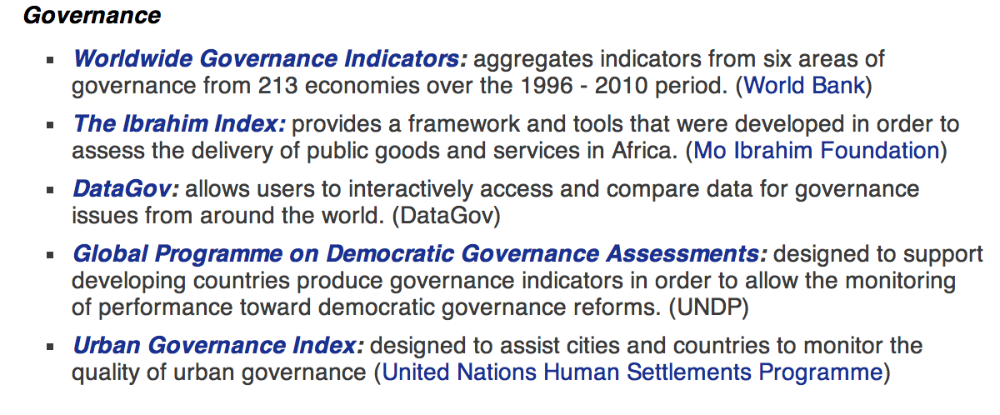 Governance
▪ Worldwide Governance Indicators: aggregates indicators from six areas of
governance from 213 economies over the 1996 - 2010 period. (World Bank)
▪ The Ibrahim Index: provides a framework and tools that were developed in order to
assess the delivery of public goods and services in Africa. (Mo Ibrahim Foundation)
▪ DataGov: allows users to interactively access and compare data for governance
issues from around the world. (DataGov)
▪ Global Programme on Democratic Governance Assessments: designed to support
developing countries produce governance indicators in order to allow the monitoring
of performance toward democratic governance reforms. (UNDP)
▪ Urban Governance Index: designed to assist cities and countries to monitor the
quality of urban governance (United Nations Human Settlements Programme)